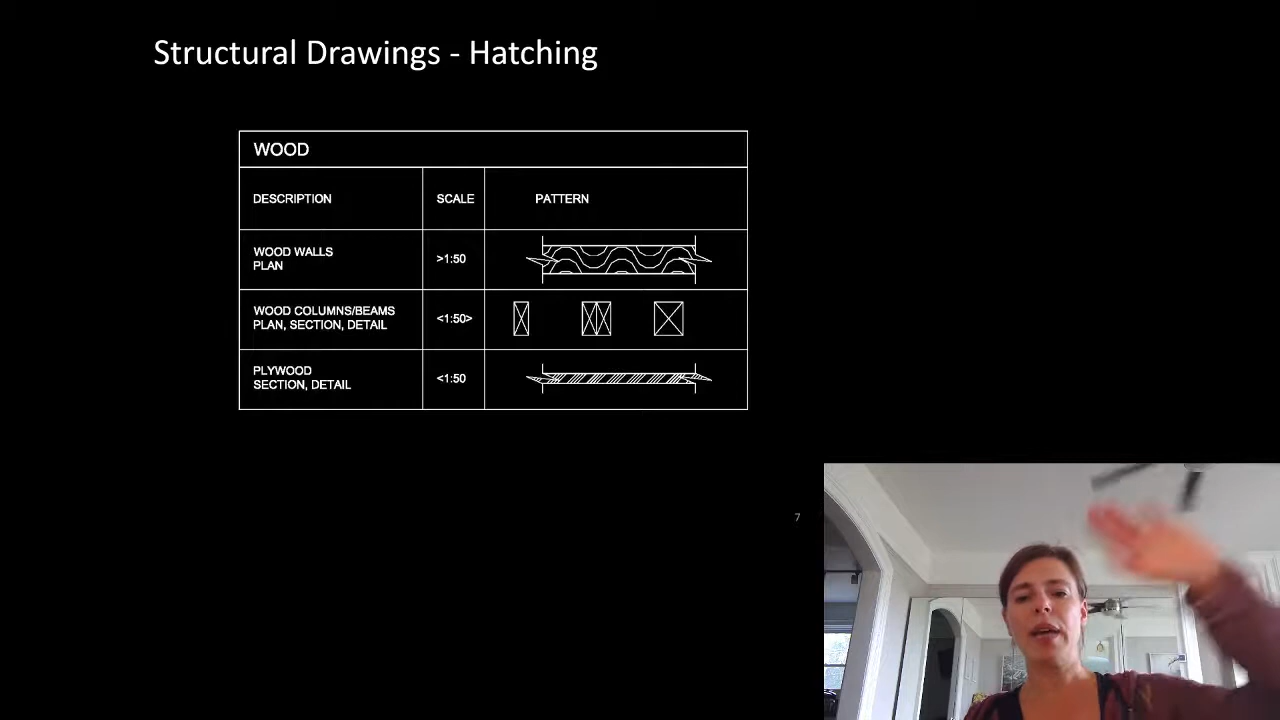 Structural Drawings - Hatching
WOOD
DESCRIPTION SCALE PATTERN
WOOD WALLS
PLAN
>1:50
WOOD COLUMNS/BEAMS
PLAN, SECTION, DETAIL
<1:50>
PLYWOOD
SECTION, DETAIL
<1:50
7